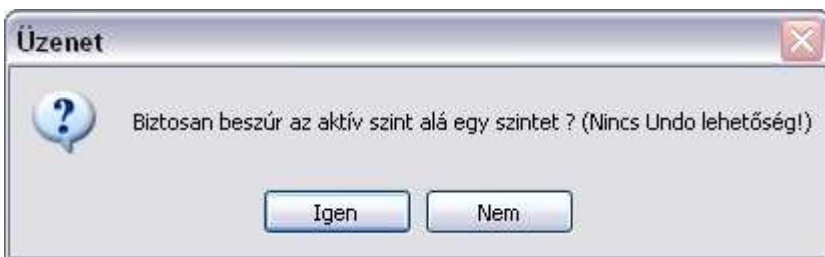 Üzenet
Biztosan beszúr az aktív szint alá egy szintet ? (Nincs Undo lehetőség!)
Igen Nem